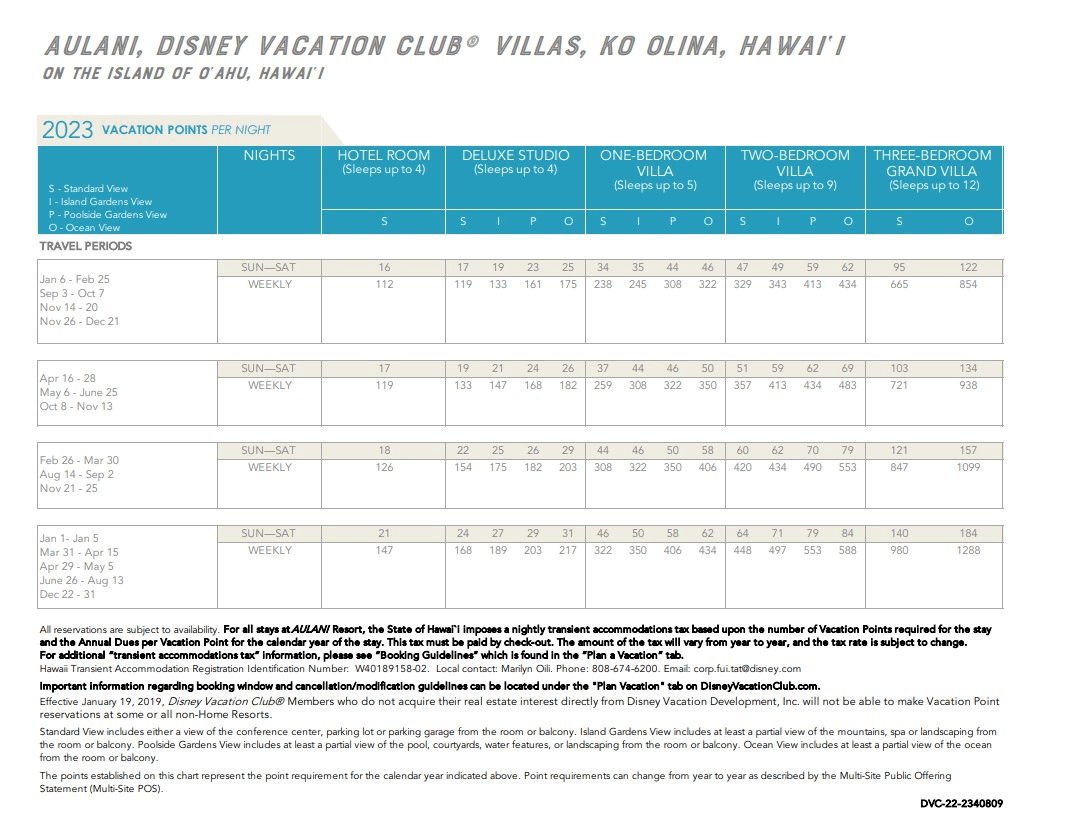 AULANI, DISNEY VACATION CLUB® VILLAS, KO OLINA, HAWAI‘I
ON THE ISLAND OF O‘AHU, HAWAI‘I
2023 VACATION POINTS PER NIGHT
S - Standard View
I - Island Gardens View
P - Poolside Gardens View
O - Ocean View
NIGHTS
HOTEL ROOM
(Sleeps up to 4)
DELUXE STUDIO
(Sleeps up to 4)
ONE-BEDROOM
VILLA
(Sleeps up to 5)
TWO-BEDROOM
VILLA
(Sleeps up to 9)
THREE-BEDROOM
GRAND VILLA
(Sleeps up to 12)
S S I P O S I P O S I P O S O
TRAVEL PERIODS
Jan 6 - Feb 25
Sep 3 - Oct 7
Nov 14 - 20
Nov 26 - Dec 21
SUN—SAT 16 17 19 23 25 34 35 44 46 47 49 59 62 95 122
WEEKLY 112 119 133 161 175 238 245 308 322 329 343 413 434 665 854
Apr 16 - 28
May 6 - June 25
Oct 8 - Nov 13
SUN—SAT 17 19 21 24 26 37 44 46 50 51 59 62 69 103 134
WEEKLY 119 133 147 168 182 259 308 322 350 357 413 434 483 721 938
Feb 26 - Mar 30
Aug 14 - Sep 2
Nov 21 - 25
SUN—SAT 18 22 25 26 29 44 46 50 58 60 62 70 79 121 157
WEEKLY 126 154 175 182 203 308 322 350 406 420 434 490 553 847 1099
Jan 1- Jan 5
Mar 31 - Apr 15
Apr 29 - May 5
June 26 - Aug 13
Dec 22 - 31
SUN—SAT 21 24 27 29 31 46 50 58 62 64 71 79 84 140 184
WEEKLY 147 168 189 203 217 322 350 406 434 448 497 553 588 980 1288
All reservations are subject to availability. For all stays at AULANI Resort, the State of Hawai`i imposes a nightly transient accommodations tax based upon the number of Vacation Points required for the stay
and the Annual Dues per Vacation Point for the calendar year of the stay. This tax must be paid by check-out. The amount of the tax will vary from year to year, and the tax rate is subject to change.
For additional “transient accommodations tax” information, please see “Booking Guidelines” which is found in the “Plan a Vacation” tab.
Hawaii Transient Accommodation Registration Identification Number: W40189158-02. Local contact: Marilyn Oili. Phone: 808-674-6200. Email: corp.fui.tat@disney.com
Important information regarding booking window and cancellation/modification guidelines can be located under the "Plan Vacation" tab on DisneyVacationClub.com.
Effective January 19, 2019, Disney Vacation Club® Members who do not acquire their real estate interest directly from Disney Vacation Development, Inc. will not be able to make Vacation Point
reservations at some or all non-Home Resorts.
Standard View includes either a view of the conference center, parking lot or parking garage from the room or balcony. Island Gardens View includes at least a partial view of the mountains, spa or landscaping from
the room or balcony. Poolside Gardens View includes at least a partial view of the pool, courtyards, water features, or landscaping from the room or balcony. Ocean View includes at least a partial view of the ocean
from the room or balcony.
The points established on this chart represent the point requirement for the calendar year indicated above. Point requirements can change from year to year as described by the Multi-Site Public Offering
Statement (Multi-Site POS).
DVC-22-2340809